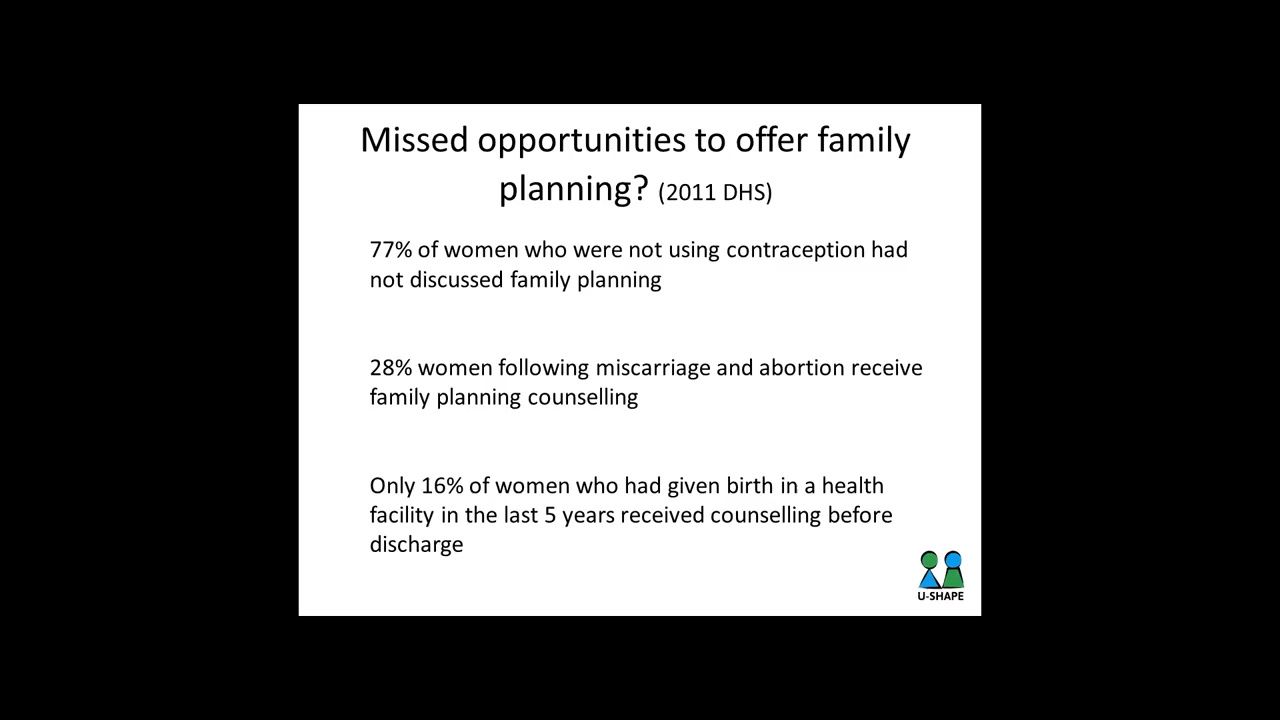 Missed opportunities to offer family
planning? (2011 DHS)
77% of women who were not using contraception had
not discussed family planning
28% women following miscarriage and abortion receive
family planning counselling
Only 16% of women who had given birth in a health
facility in the last 5 years received counselling before
discharge
U-SHAPE